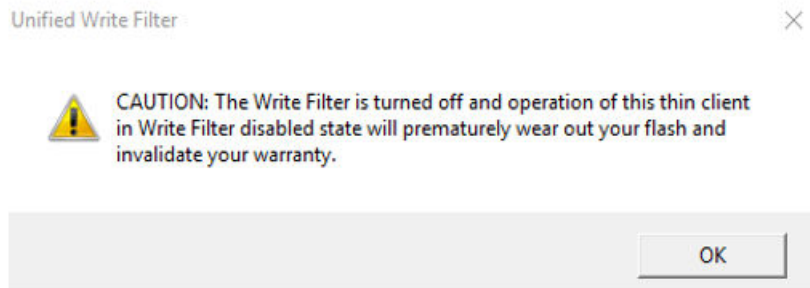 Unified Write Filter
CAUTION: The Write Filter is turned off and operation of this thin client
in Write Filter disabled state will prematurely wear out your flash and
invalidate your warranty.
OK